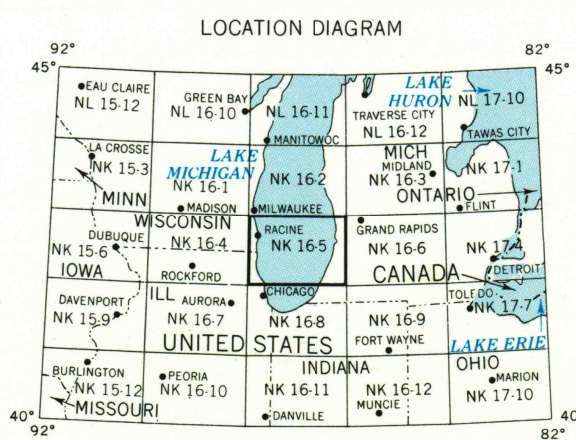 LOCATION DIAGRAM
92°
82°
45°
45°
EAU CLAIRE
NL 15-12
GREEN BAY
NL 16-10
NL 16-11
TRAVERSE CITY
NL 16-12
LAKE
HURON
NL 17-10
TAWAS CITY
MANITOWOC
LA CROSSE
NK 15-3
LAKE
MICHIGAN
NK 16-1
NK 16-2
MICH
MIDLAND
NK 16-3
NK 17-1
ONTARIO
MINN
MADISON
MILWAUKEE
FLINT
WISCONSIN
DUBUQUE
NK 15-6
NK 16-4
RACINE
NK 16-5
GRAND RAPIDS
NK 16-6
NK 17-4
DETROIT
IOWA
ROCKFORD
CANADA
DAVENPORT
NK 15-9
ILL
AURORA
NK 16-7
CHICAGO
NK 16-8
NK 16-9
TOLEDO
NK 17-7
UNITED STATES
FORT WAYNE
LAKE ERIE
INDIANA
OHIO
BURLINGTON
NK 15-12
PEORIA
NK 16-10
NK 16-11
NK 16-12
MARION
NK 17-10
MISSOURI
DANVILLE
MUNCIE
40°
40
92°
82°